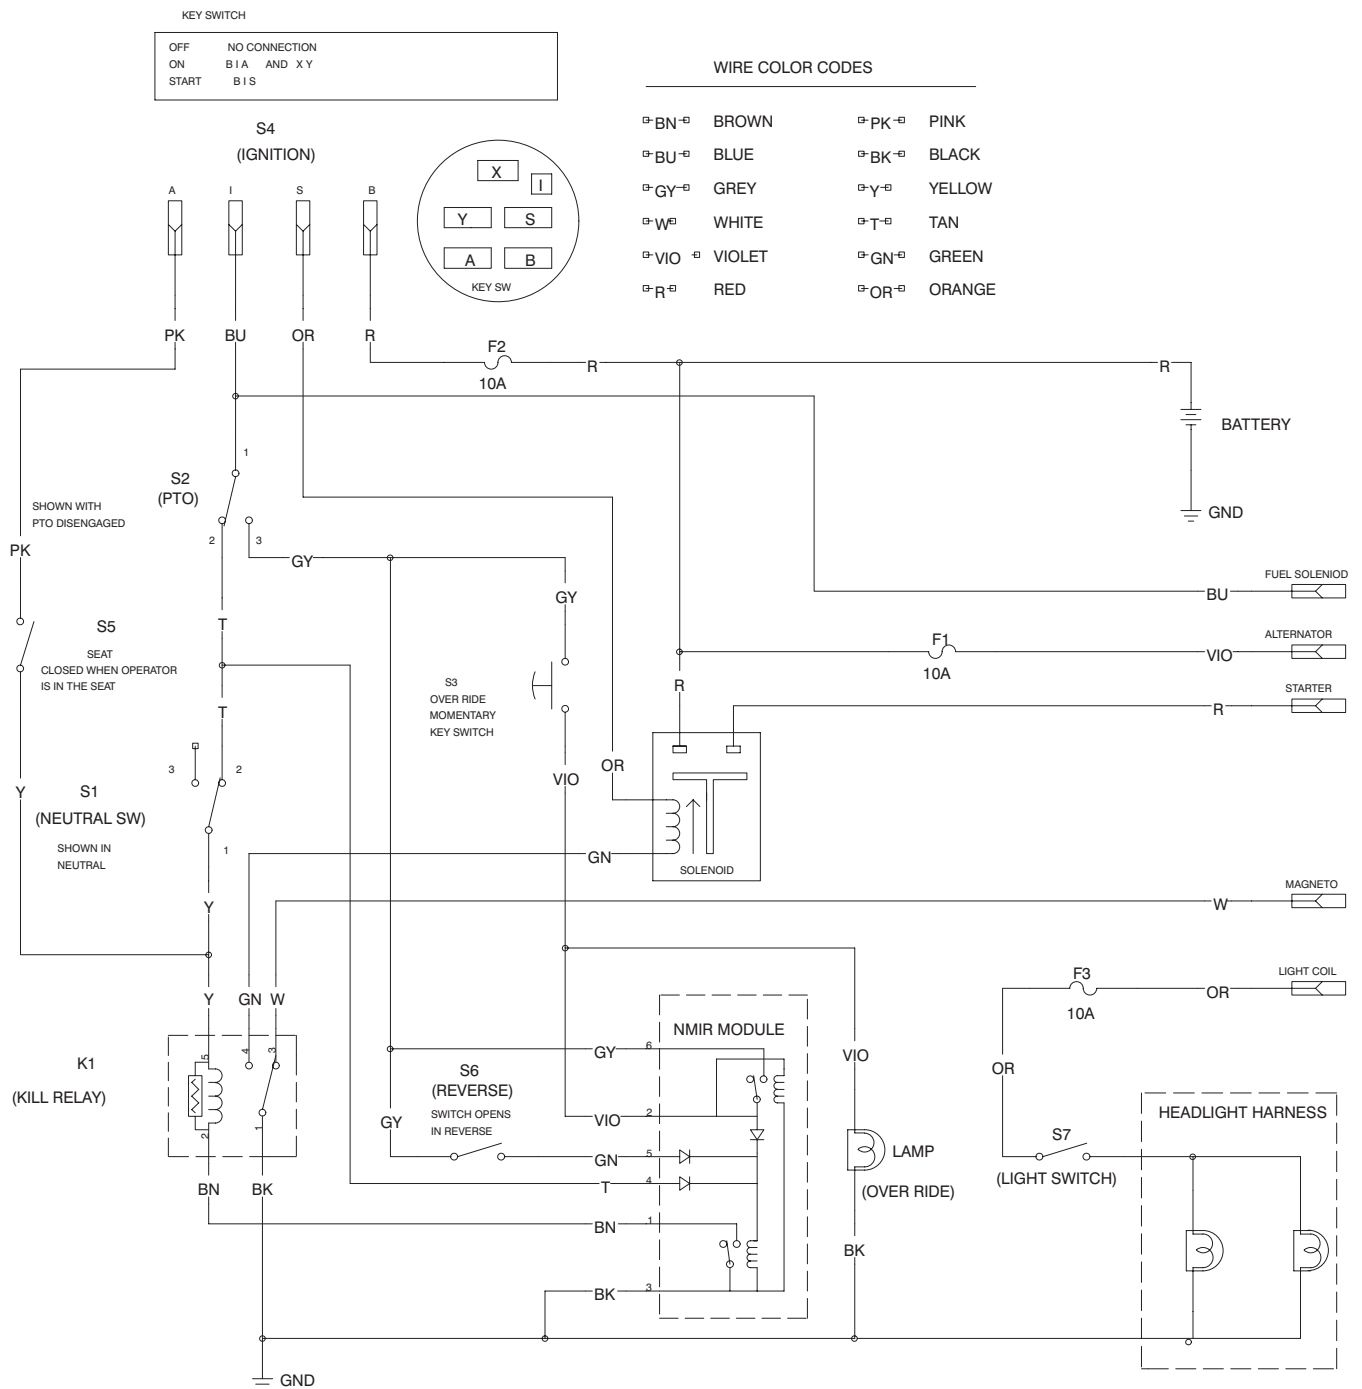 KEY SWITCH
OFF NO CONNECTION
ON B I A AND X Y
START B I S
S4
(IGNITION)
A I S B
X
I
Y S
A B
KEY SW
WIRE COLOR CODES
BN BROWN PK PINK
BU BLUE BK BLACK
GY GREY Y YELLOW
W WHITE T TAN
VIO VIOLET GN GREEN
R RED OR ORANGE
PK BU OR R
F2
10A
R
R
BATTERY
GND
1
S2
(PTO)
SHOWN WITH
PTO DISENGAGED
2 3
PK
GY
GY
T
S5
SEAT
CLOSED WHEN OPERATOR
IS IN THE SEAT
FUEL SOLENIOD
BU
F1
10A
ALTERNATOR
VIO
S3
OVER RIDE
MOMENTARY
KEY SWITCH
R
STARTER
R
T
3 2
Y
S1
(NEUTRAL SW)
SHOWN IN
NEUTRAL
1
VIO
OR
GN
SOLENOID
MAGNETO
W
Y
Y GN W
LIGHT COIL
F3
10A
OR
OR
K1
(KILL RELAY)
5 4 3
2 1
NMIR MODULE
GY 6
VIO 2
GN 5
T 4
BN 1
BK 3
S6
(REVERSE)
SWITCH OPENS
IN REVERSE
GY
VIO
LAMP
(OVER RIDE)
BK
BN BK
S7
(LIGHT SWITCH)
HEADLIGHT HARNESS
GND